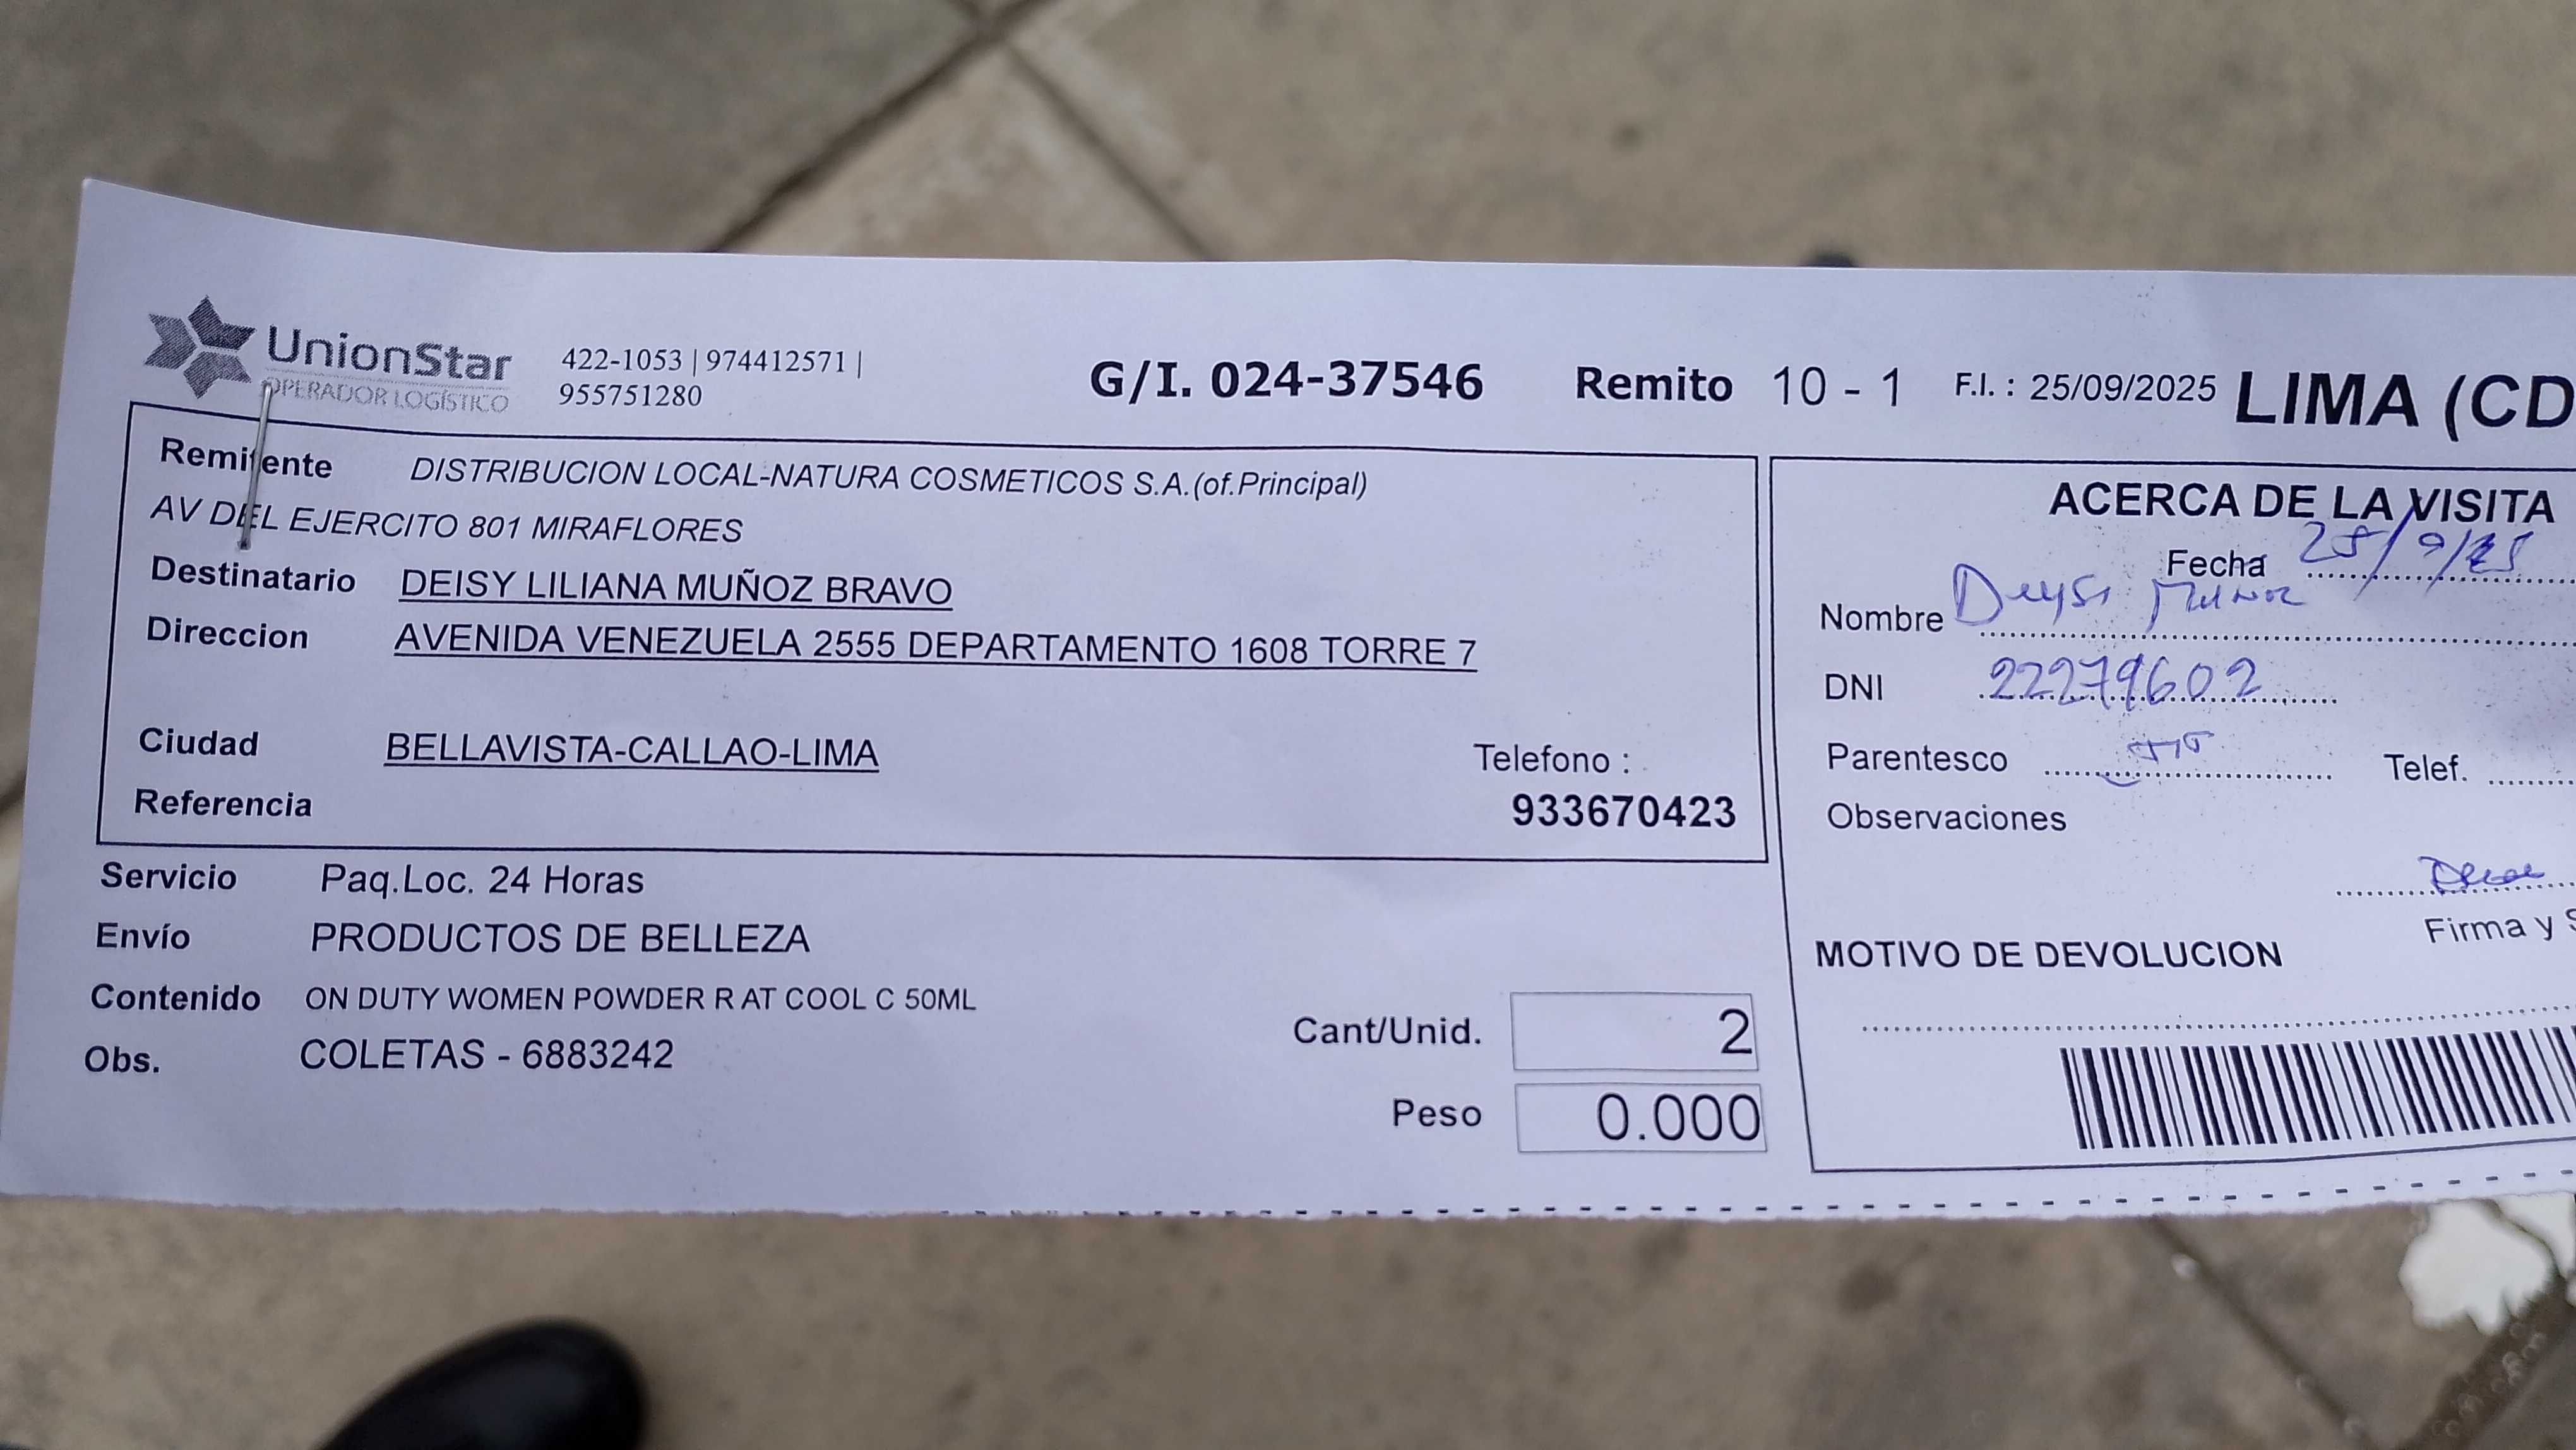 UnionStar
OPERADOR LOGÍSTICO
422-1053 | 974412571 |
955751280
G/I. 024-37546 Remito 10 - 1 F.I. : 25/09/2025 LIMA (CD
Remitente DISTRIBUCION LOCAL-NATURA COSMETICOS S.A.(of.Principal)
AV DEL EJERCITO 801 MIRAFLORES
Destinatario DEISY LILIANA MUÑOZ BRAVO
Direccion AVENIDA VENEZUELA 2555 DEPARTAMENTO 1608 TORRE 7
Ciudad BELLAVISTA-CALLAO-LIMA
Telefono :
933670423
Referencia
Servicio Paq.Loc. 24 Horas
Envío PRODUCTOS DE BELLEZA
Contenido ON DUTY WOMEN POWDER R AT COOL C 50ML
Obs. COLETAS - 6883242
Cant/Unid. 2
Peso 0.000
ACERCA DE LA VISITA
Fecha 25/9/25
Nombre Deysi Muñoz
DNI 22279602
Parentesco Telef.
Observaciones
Firma y S
MOTIVO DE DEVOLUCION